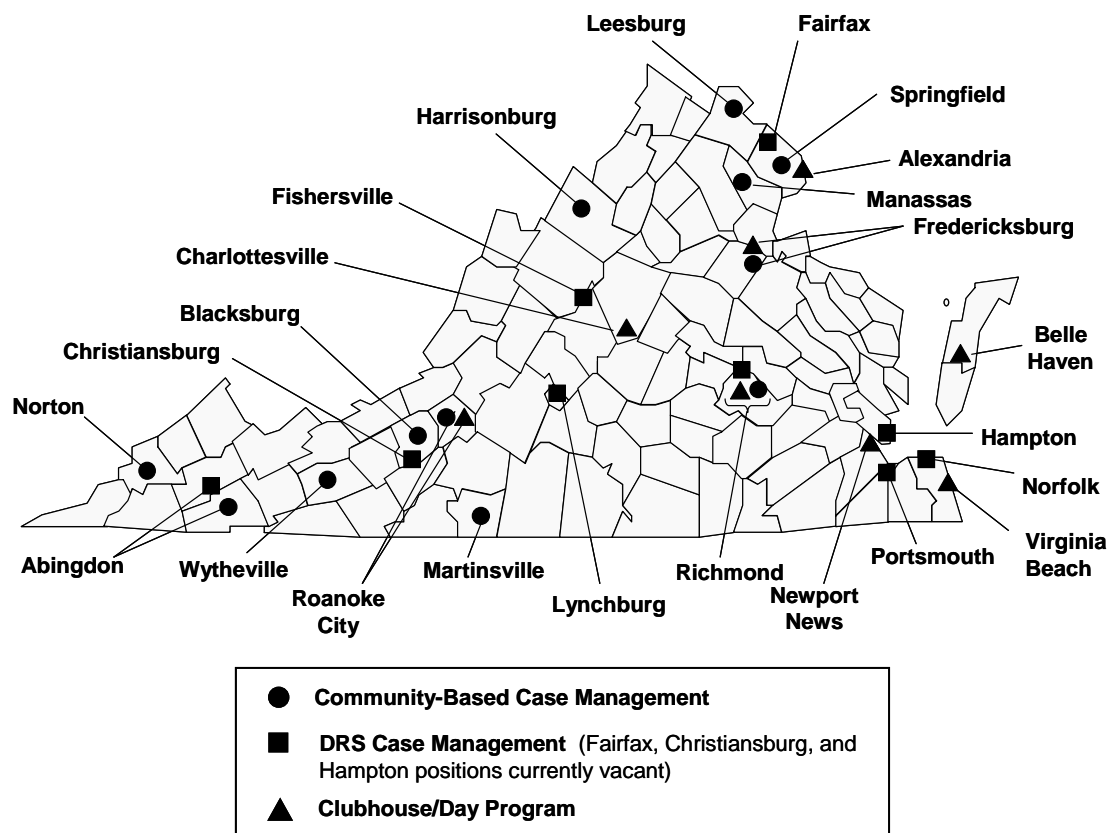 Leesburg
Fairfax
Springfield
Harrisonburg
Alexandria
Fishersville
Manassas
Fredericksburg
Charlottesville
Blacksburg
Christiansburg
Belle
Haven
Norton
Hampton
Norfolk
Abingdon
Wytheville
Martinsville
Richmond
Portsmouth
Virginia
Beach
Roanoke
City
Lynchburg
Newport
News
Community-Based Case Management
DRS Case Management (Fairfax, Christiansburg, and
Hampton positions currently vacant)
Clubhouse/Day Program